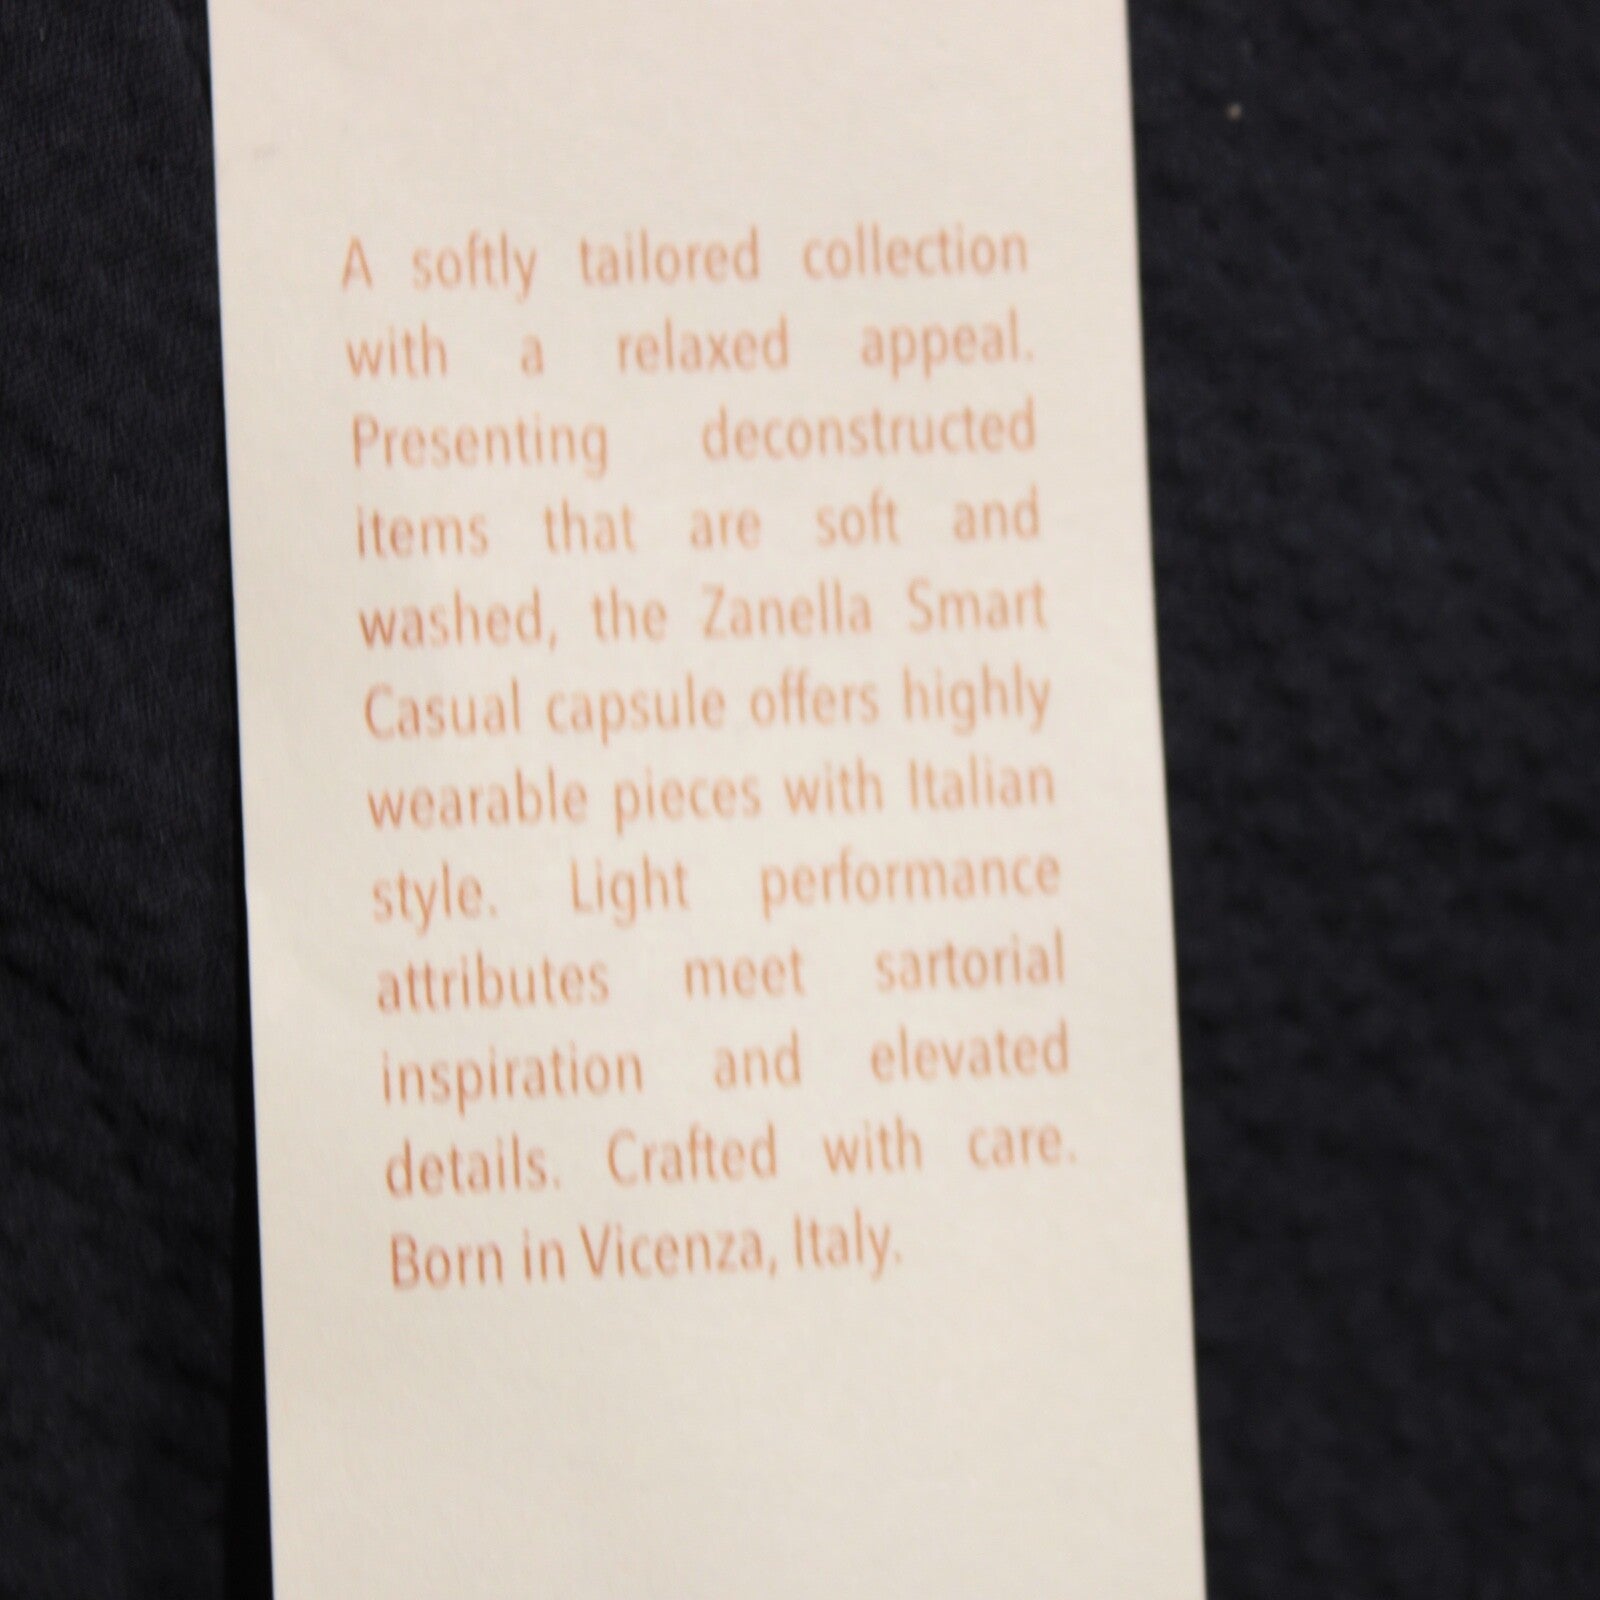 A softly tailored collection
with a relaxed appeal.
Presenting deconstructed
items that are soft and
washed, the Zanella Smart
Casual capsule offers highly
wearable pieces with Italian
style. Light performance
attributes meet sartorial
inspiration and elevated
details. Crafted with care.
Born in Vicenza, Italy.